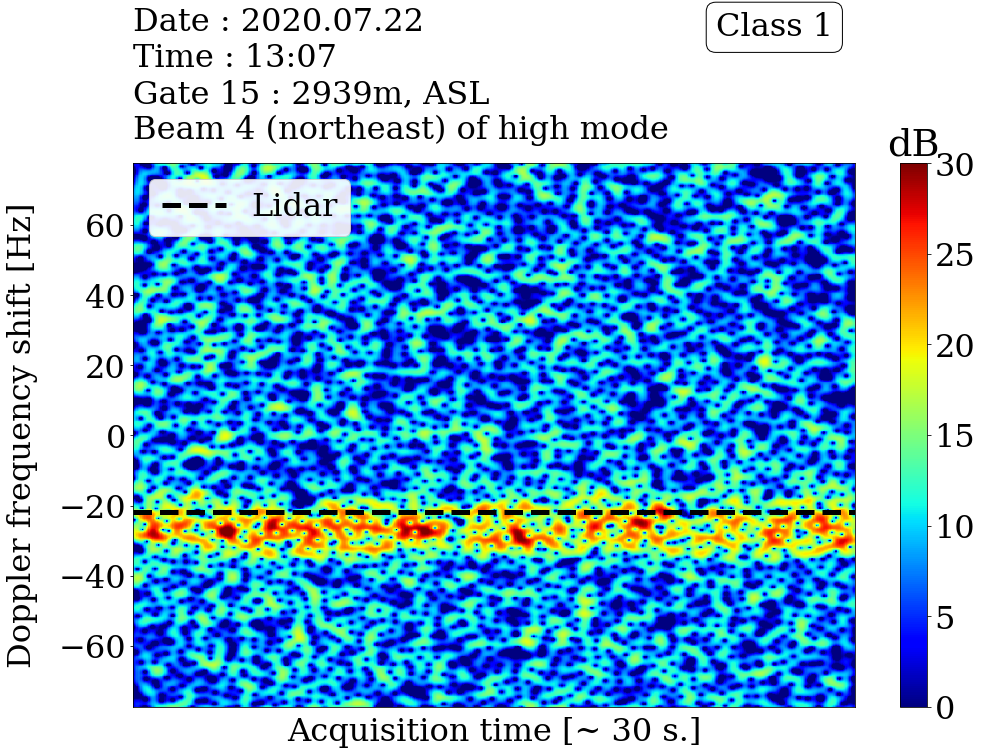 Date : 2020.07.22
Time : 13:07
Gate 15 : 2939m, ASL
Beam 4 (northeast) of high mode
Class 1
dB
Lidar
Doppler frequency shift [Hz]
60
40
20
0
−20
−40
−60
30
25
20
15
10
5
0
Acquisition time [~ 30 s.]